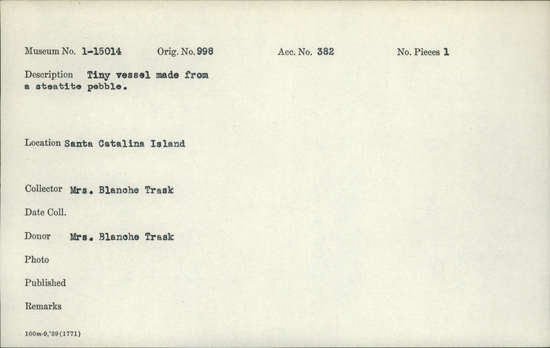 Museum No. 1-15014 Orig. No. 998 Acc. No. 382 No. Pieces 1
Description Tiny vessel made from
a steatite pebble.
Location Santa Catalina Island
Collector Mrs. Blanche Trask
Date Coll.
Donor Mrs. Blanche Trask
Photo
Published
Remarks
100m-9,'39(1771)